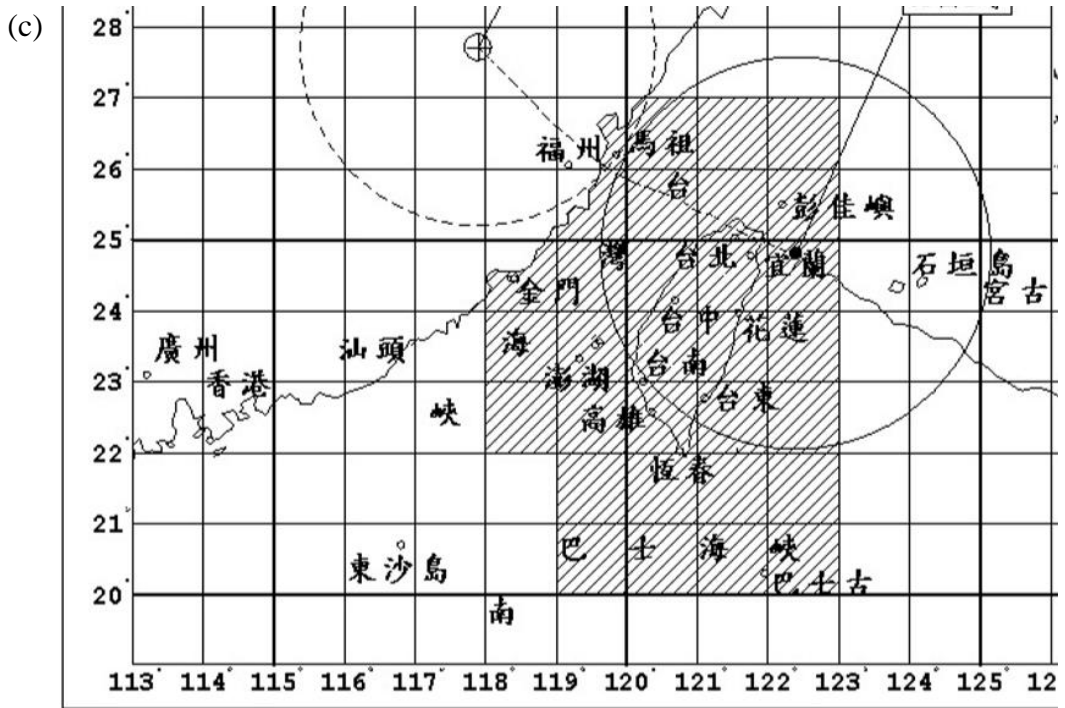 (c)
28
27
26
25
24
23
22
21
20
福州
馬祖
台
彭佳嶼
灣
台北
宜蘭
石垣島
宮古
金門
台中
花蓮
海
廣州
汕頭
香港
澎湖
台南
台東
高雄
峽
恆春
巴士海峽
東沙島
巴士古
南
113 114 115 116 117 118 119 120 121 122 123 124 125 12